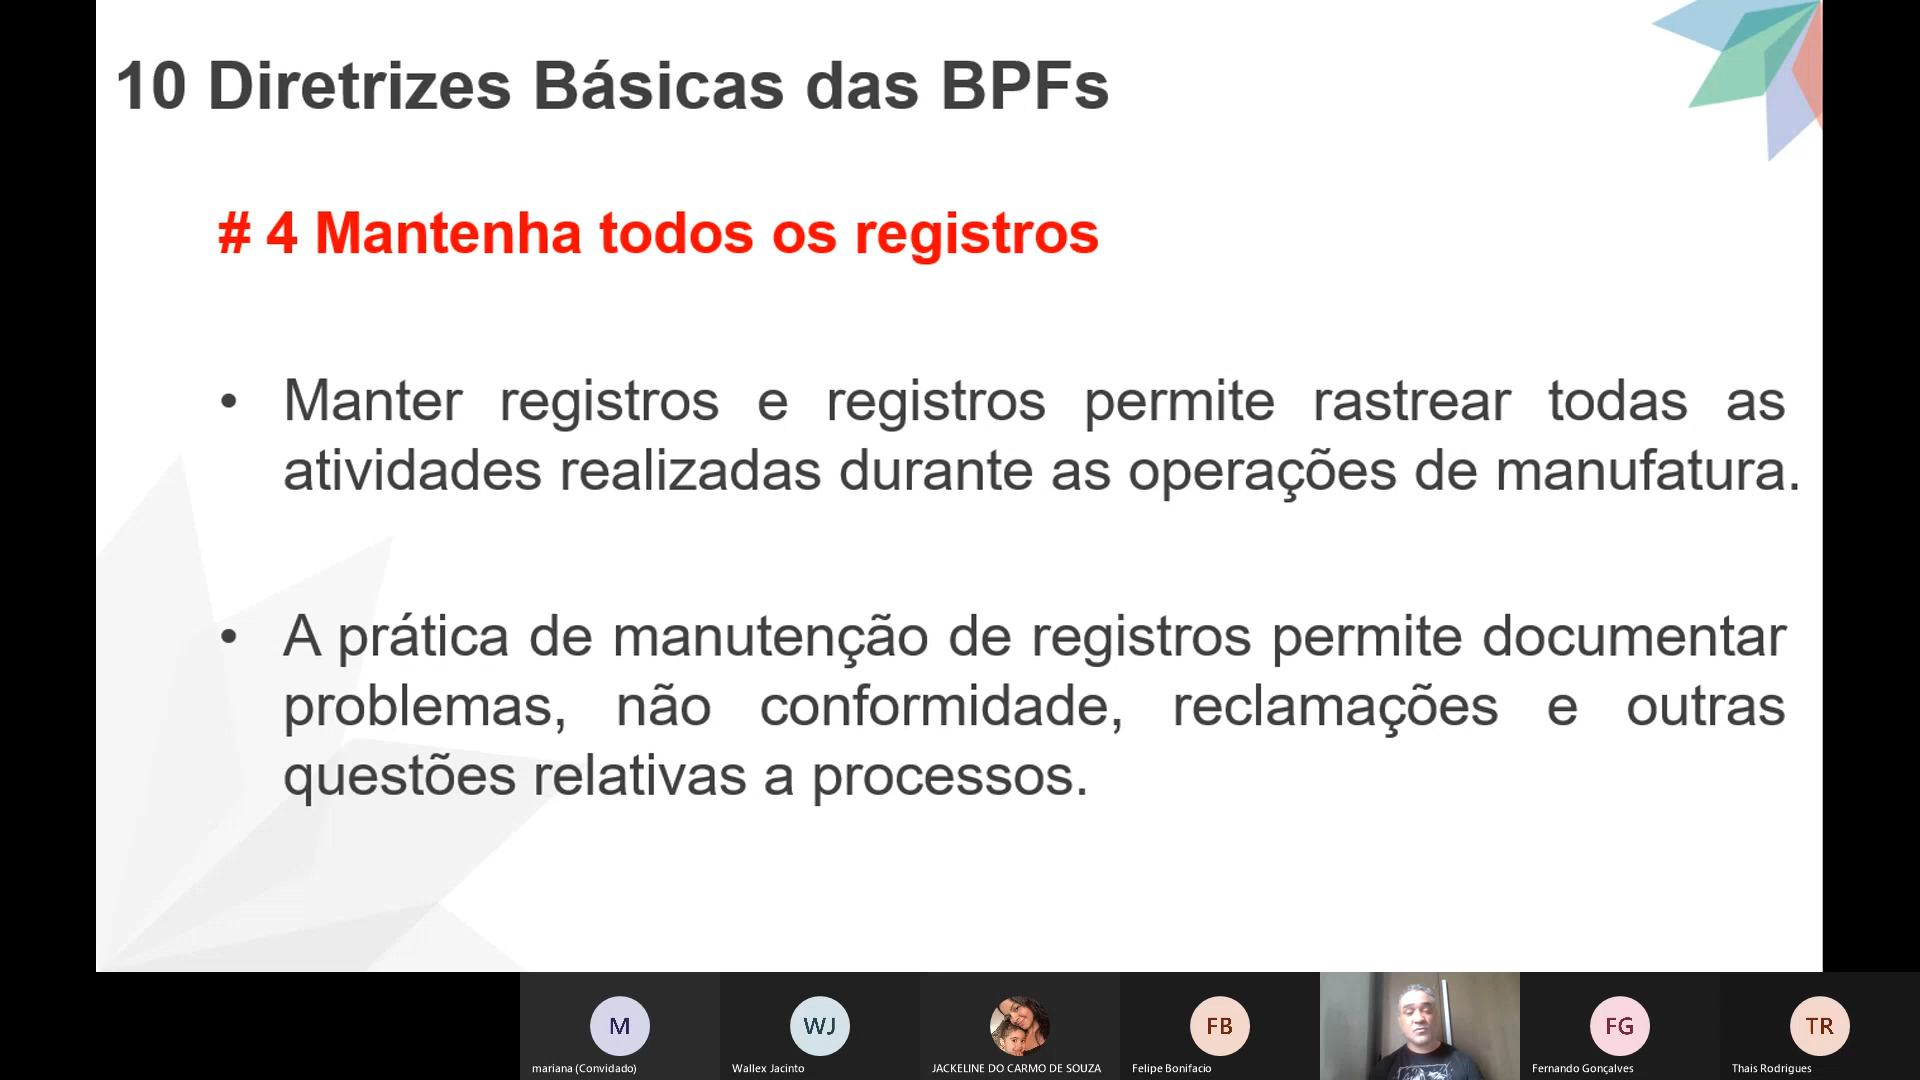 10 Diretrizes Básicas das BPFs
# 4 Mantenha todos os registros
• Manter registros e registros permite rastrear todas as
atividades realizadas durante as operações de manufatura.
• A prática de manutenção de registros permite documentar
problemas, não conformidade, reclamações e outras
questões relativas a processos.
M
WJ
FB
FG
TR
mariana (Convidado)
Wallex Jacinto
JACKELINE DO CARMO DE SOUZA
Felipe Bonifacio
Fernando Gonçalves
Thais Rodrigues